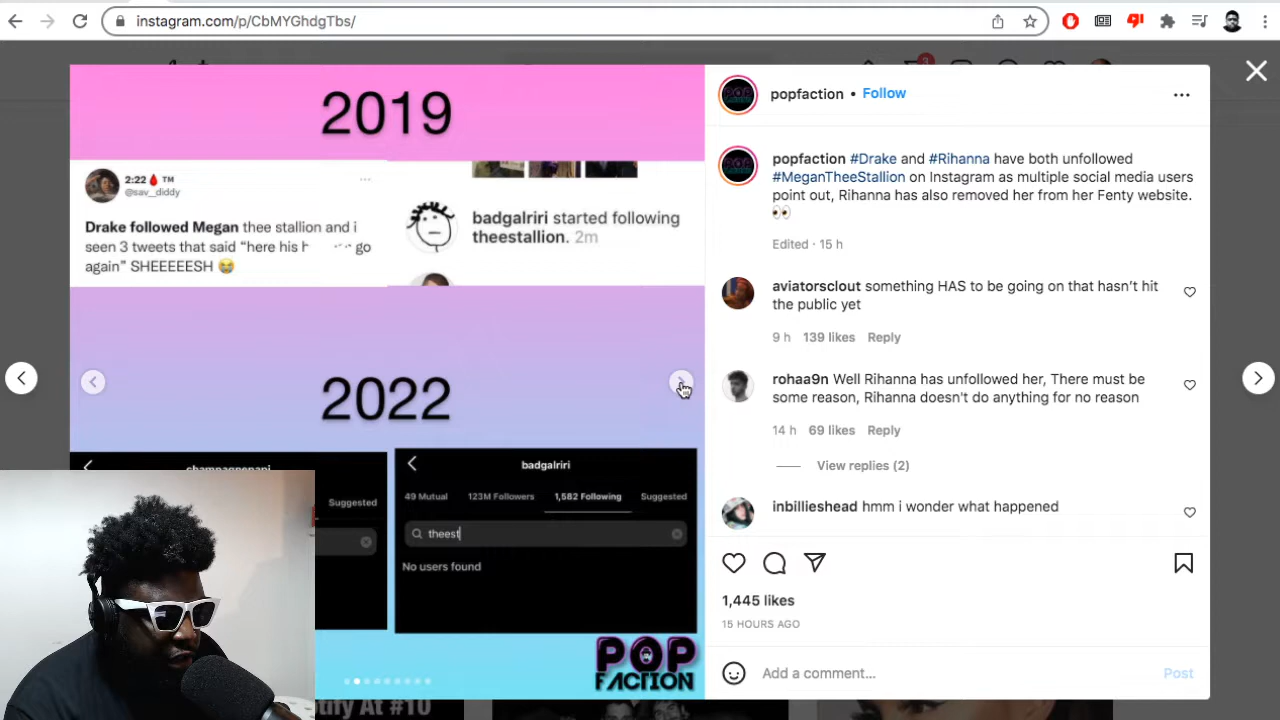 instagram.com/p/CbMYGhdgTbs/
2019
2:22🩸 ™
@sav_diddy
Drake followed Megan thee stallion and i
seen 3 tweets that said “here his h go
again” SHEEEEESH 😭
badgalriri started following
theestallion. 2m
2022
champagnepapi
Suggested
badgalriri
49 Mutual
123M Followers
1,582 Following
Suggested
theest
No users found
POP
FACTION
popfaction • Follow
popfaction #Drake and #Rihanna have both unfollowed
#MeganTheeStallion on Instagram as multiple social media users
point out, Rihanna has also removed her from her Fenty website.
👀
Edited · 15 h
aviatorsclout something HAS to be going on that hasn’t hit
the public yet
9 h 139 likes Reply
rohaa9n Well Rihanna has unfollowed her, There must be
some reason, Rihanna doesn't do anything for no reason
14 h 69 likes Reply
View replies (2)
inbillieshead hmm i wonder what happened
1,445 likes
15 HOURS AGO
Add a comment...
Post
At #10